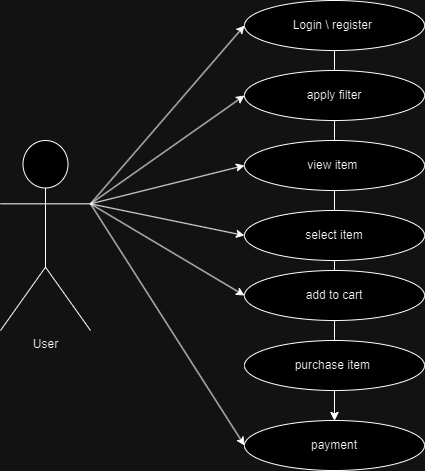 Login \ register
apply filter
view item
select item
add to cart
User
purchase item
payment